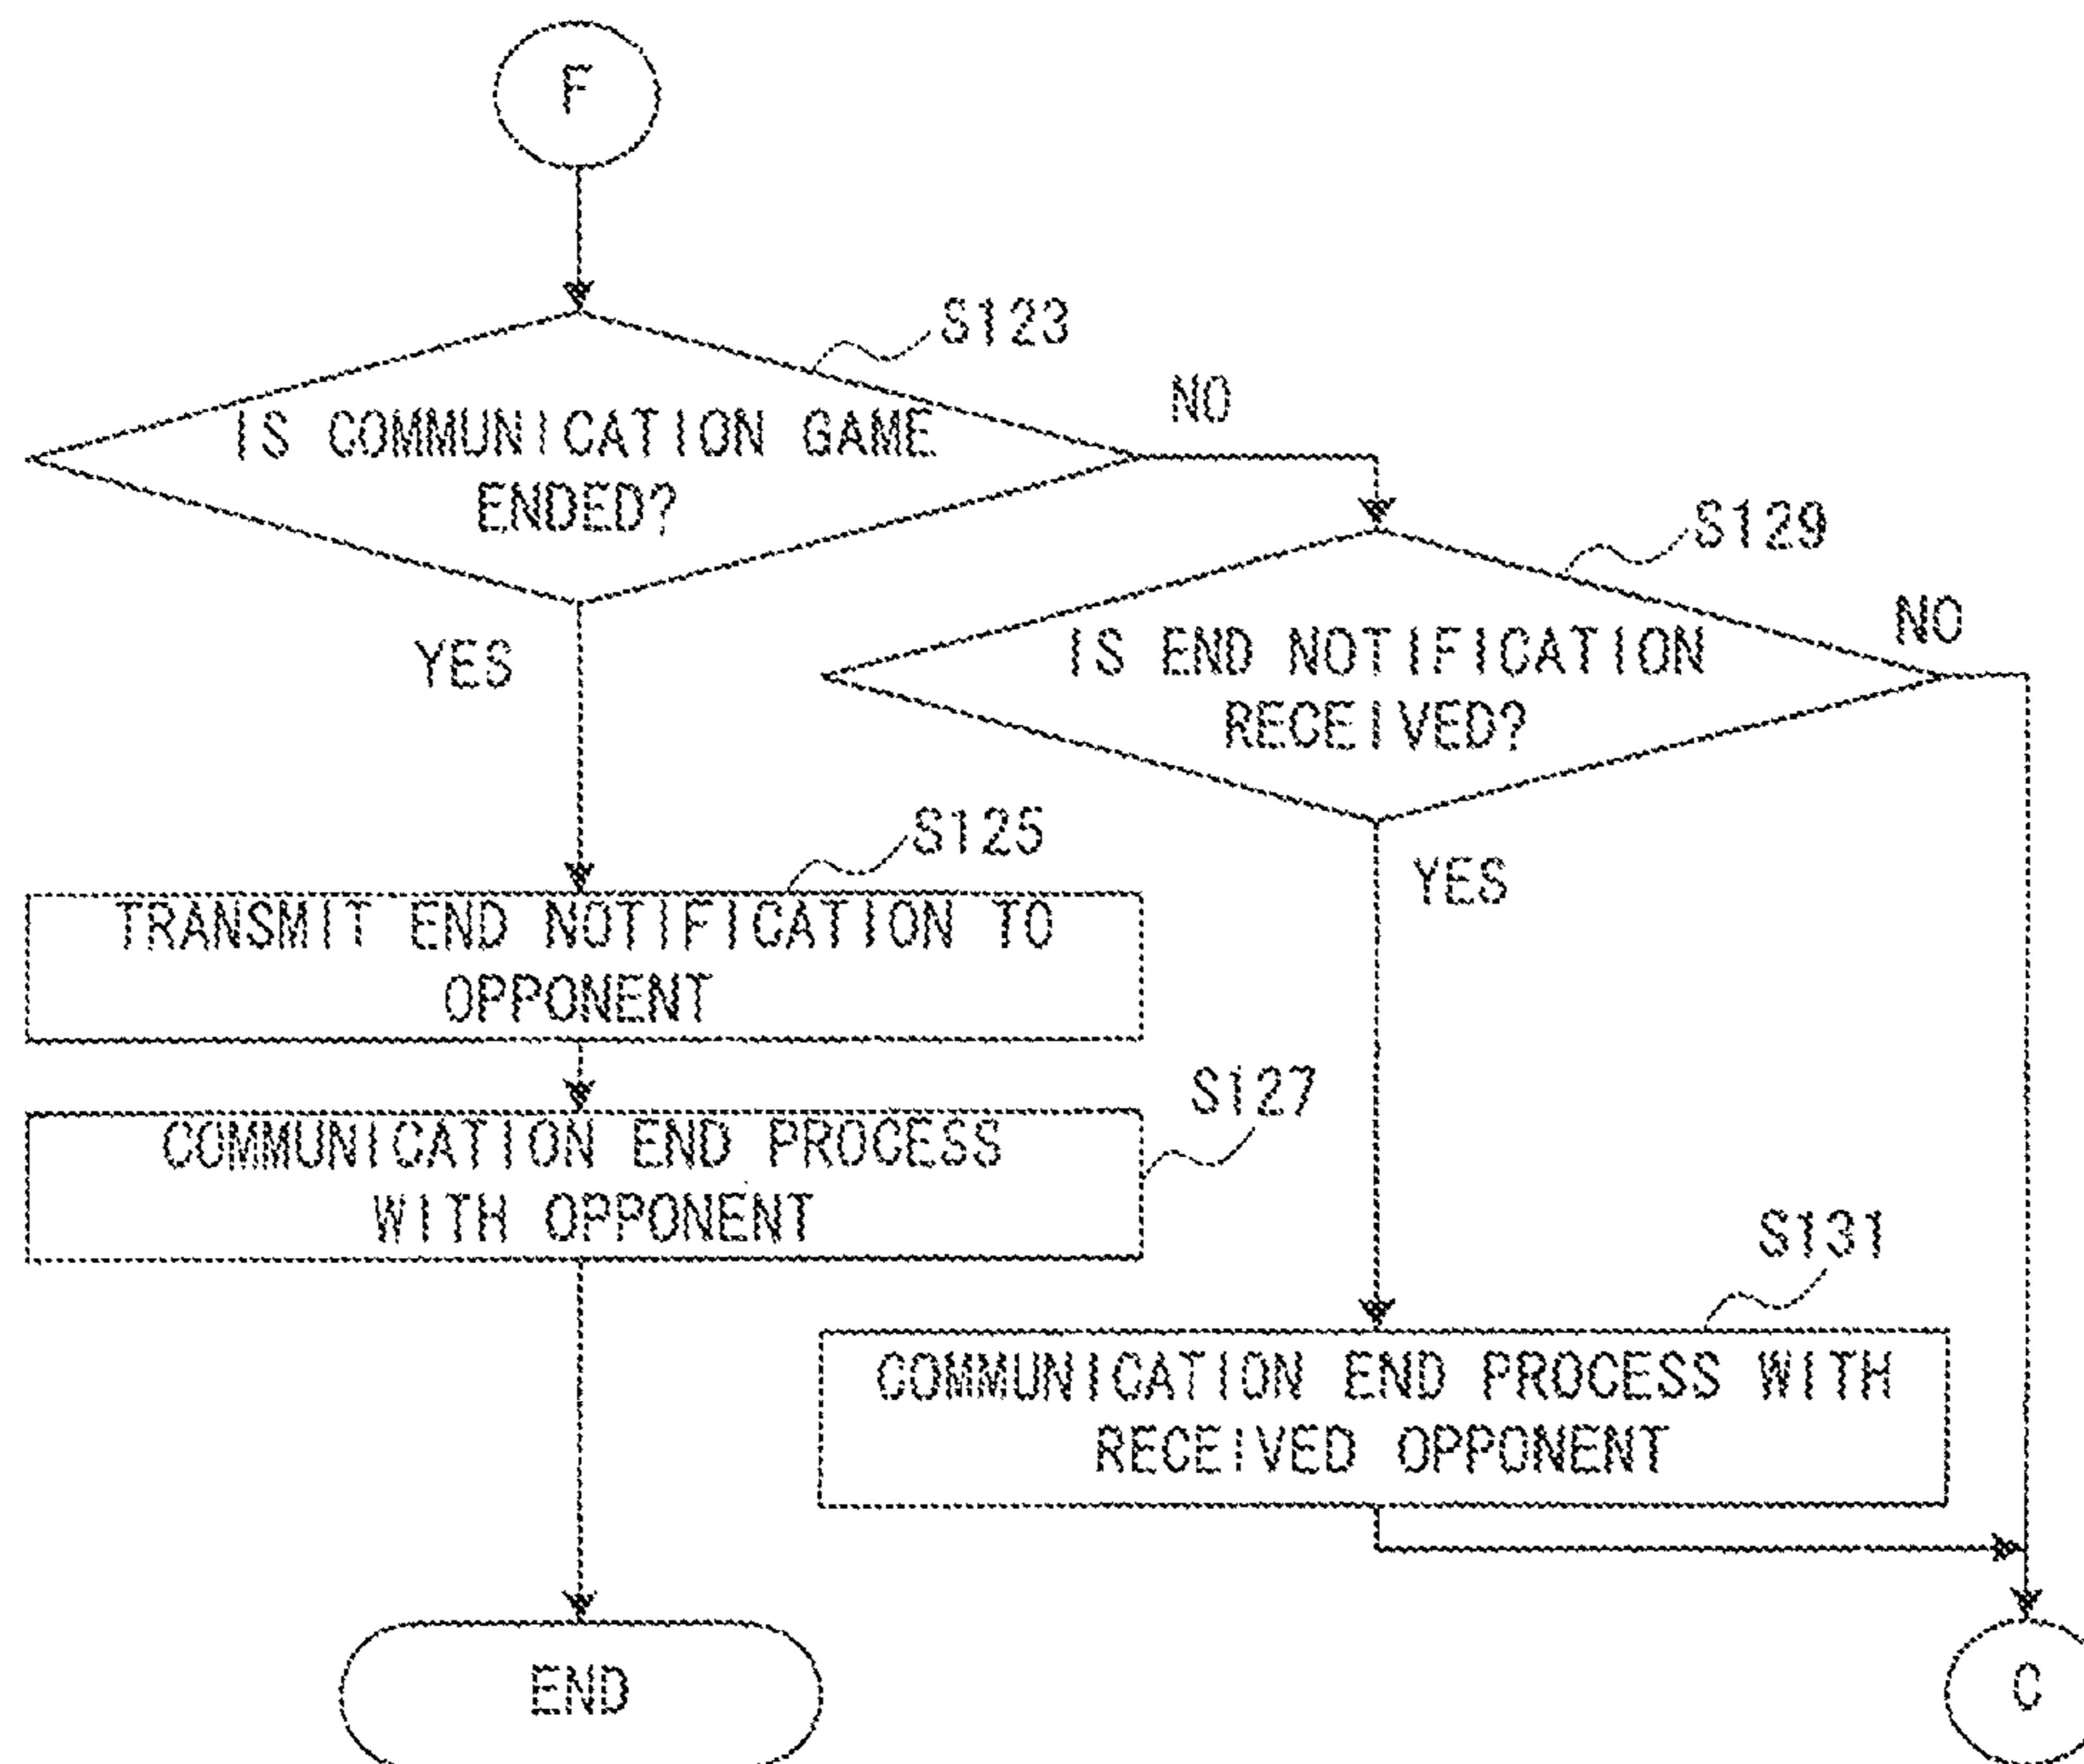 F
S123
IS COMMUNICATION GAME
ENDED?
NO
YES
S129
IS END NOTIFICATION
RECEIVED?
NO
YES
S125
TRANSMIT END NOTIFICATION TO
OPPONENT
S127
COMMUNICATION END PROCESS
WITH OPPONENT
S131
COMMUNICATION END PROCESS WITH
RECEIVED OPPONENT
END
C